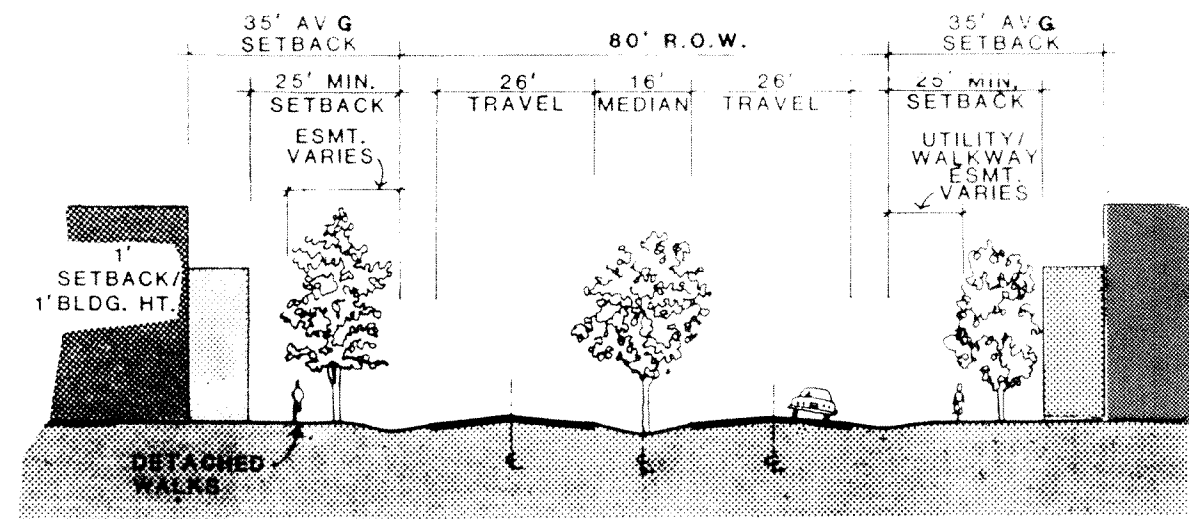 35' AVG
SETBACK
80' R.O.W.
35' AVG
SETBACK
25' MIN.
SETBACK
26'
TRAVEL
16'
MEDIAN
26'
TRAVEL
25' MIN.
SETBACK
ESMT.
VARIES
UTILITY/
WALKWAY
ESMT.
VARIES
1'
SETBACK/
1' BLDG. HT.
DETACHED
WALKS